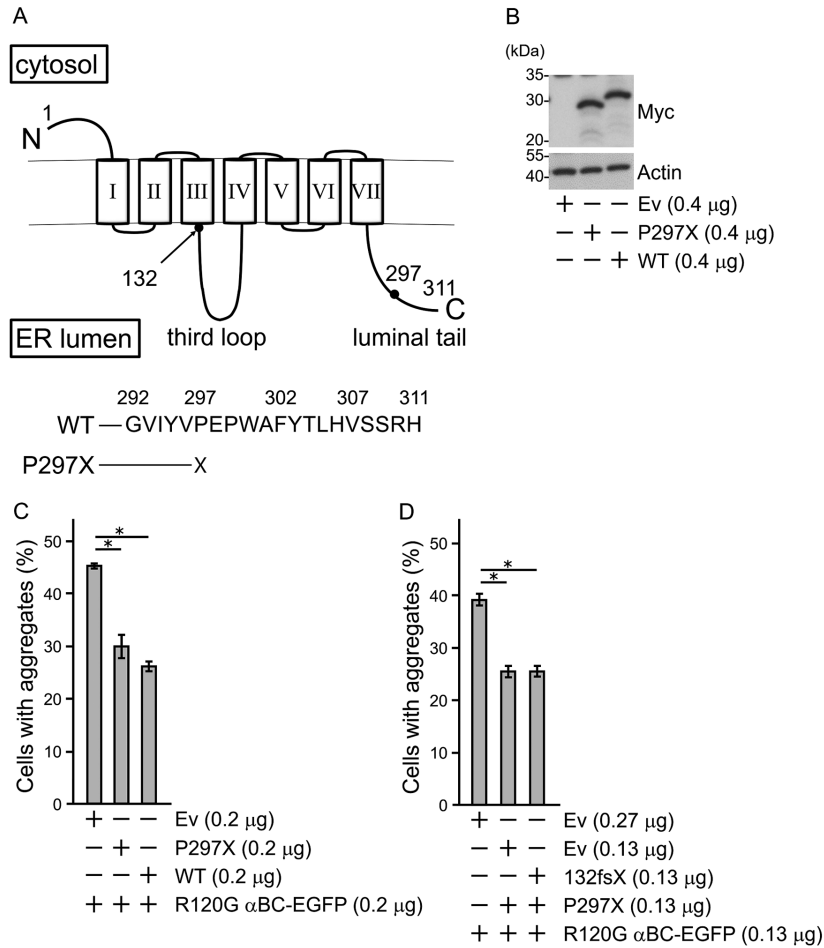 A
cytosol
N
1
I II III IV V VI VII
132
297
311
C
ER lumen
third loop
luminal tail
292 297 302 307 311
WT GVIYVPEPWAFYTLHVSSRH
P297X X
B
(kDa)
35-
30-
20-
Myc
55-
40-
Actin
+ − − Ev (0.4 µg)
− + − P297X (0.4 µg)
− − + WT (0.4 µg)
C
Cells with aggregates (%)
50
40
30
20
10
0
*
*
+ − − Ev (0.2 µg)
− + − P297X (0.2 µg)
− − + WT (0.2 µg)
+ + + R120G αBC-EGFP (0.2 µg)
D
Cells with aggregates (%)
50
40
30
20
10
0
*
*
+ − − Ev (0.27 µg)
− + − Ev (0.13 µg)
− − + 132fsX (0.13 µg)
− + + P297X (0.13 µg)
+ + + R120G αBC-EGFP (0.13 µg)